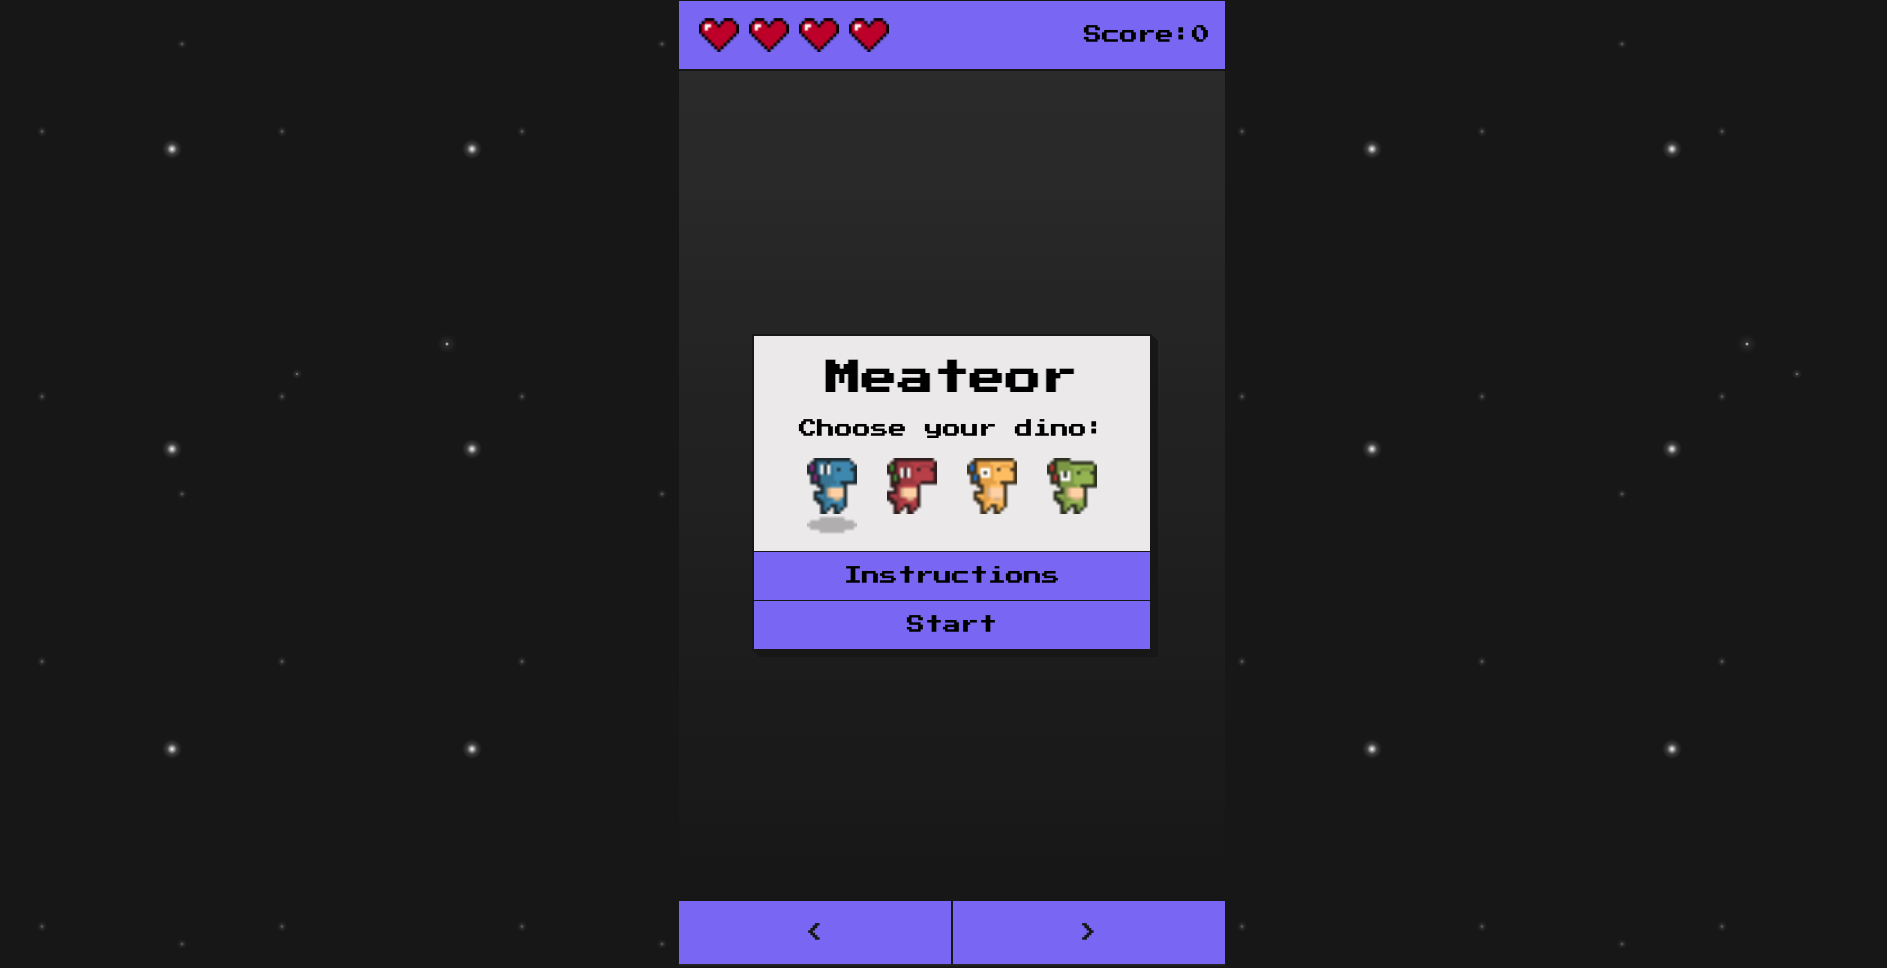 Score:0
Meateor
Choose your dino:
Instructions
Start
< >